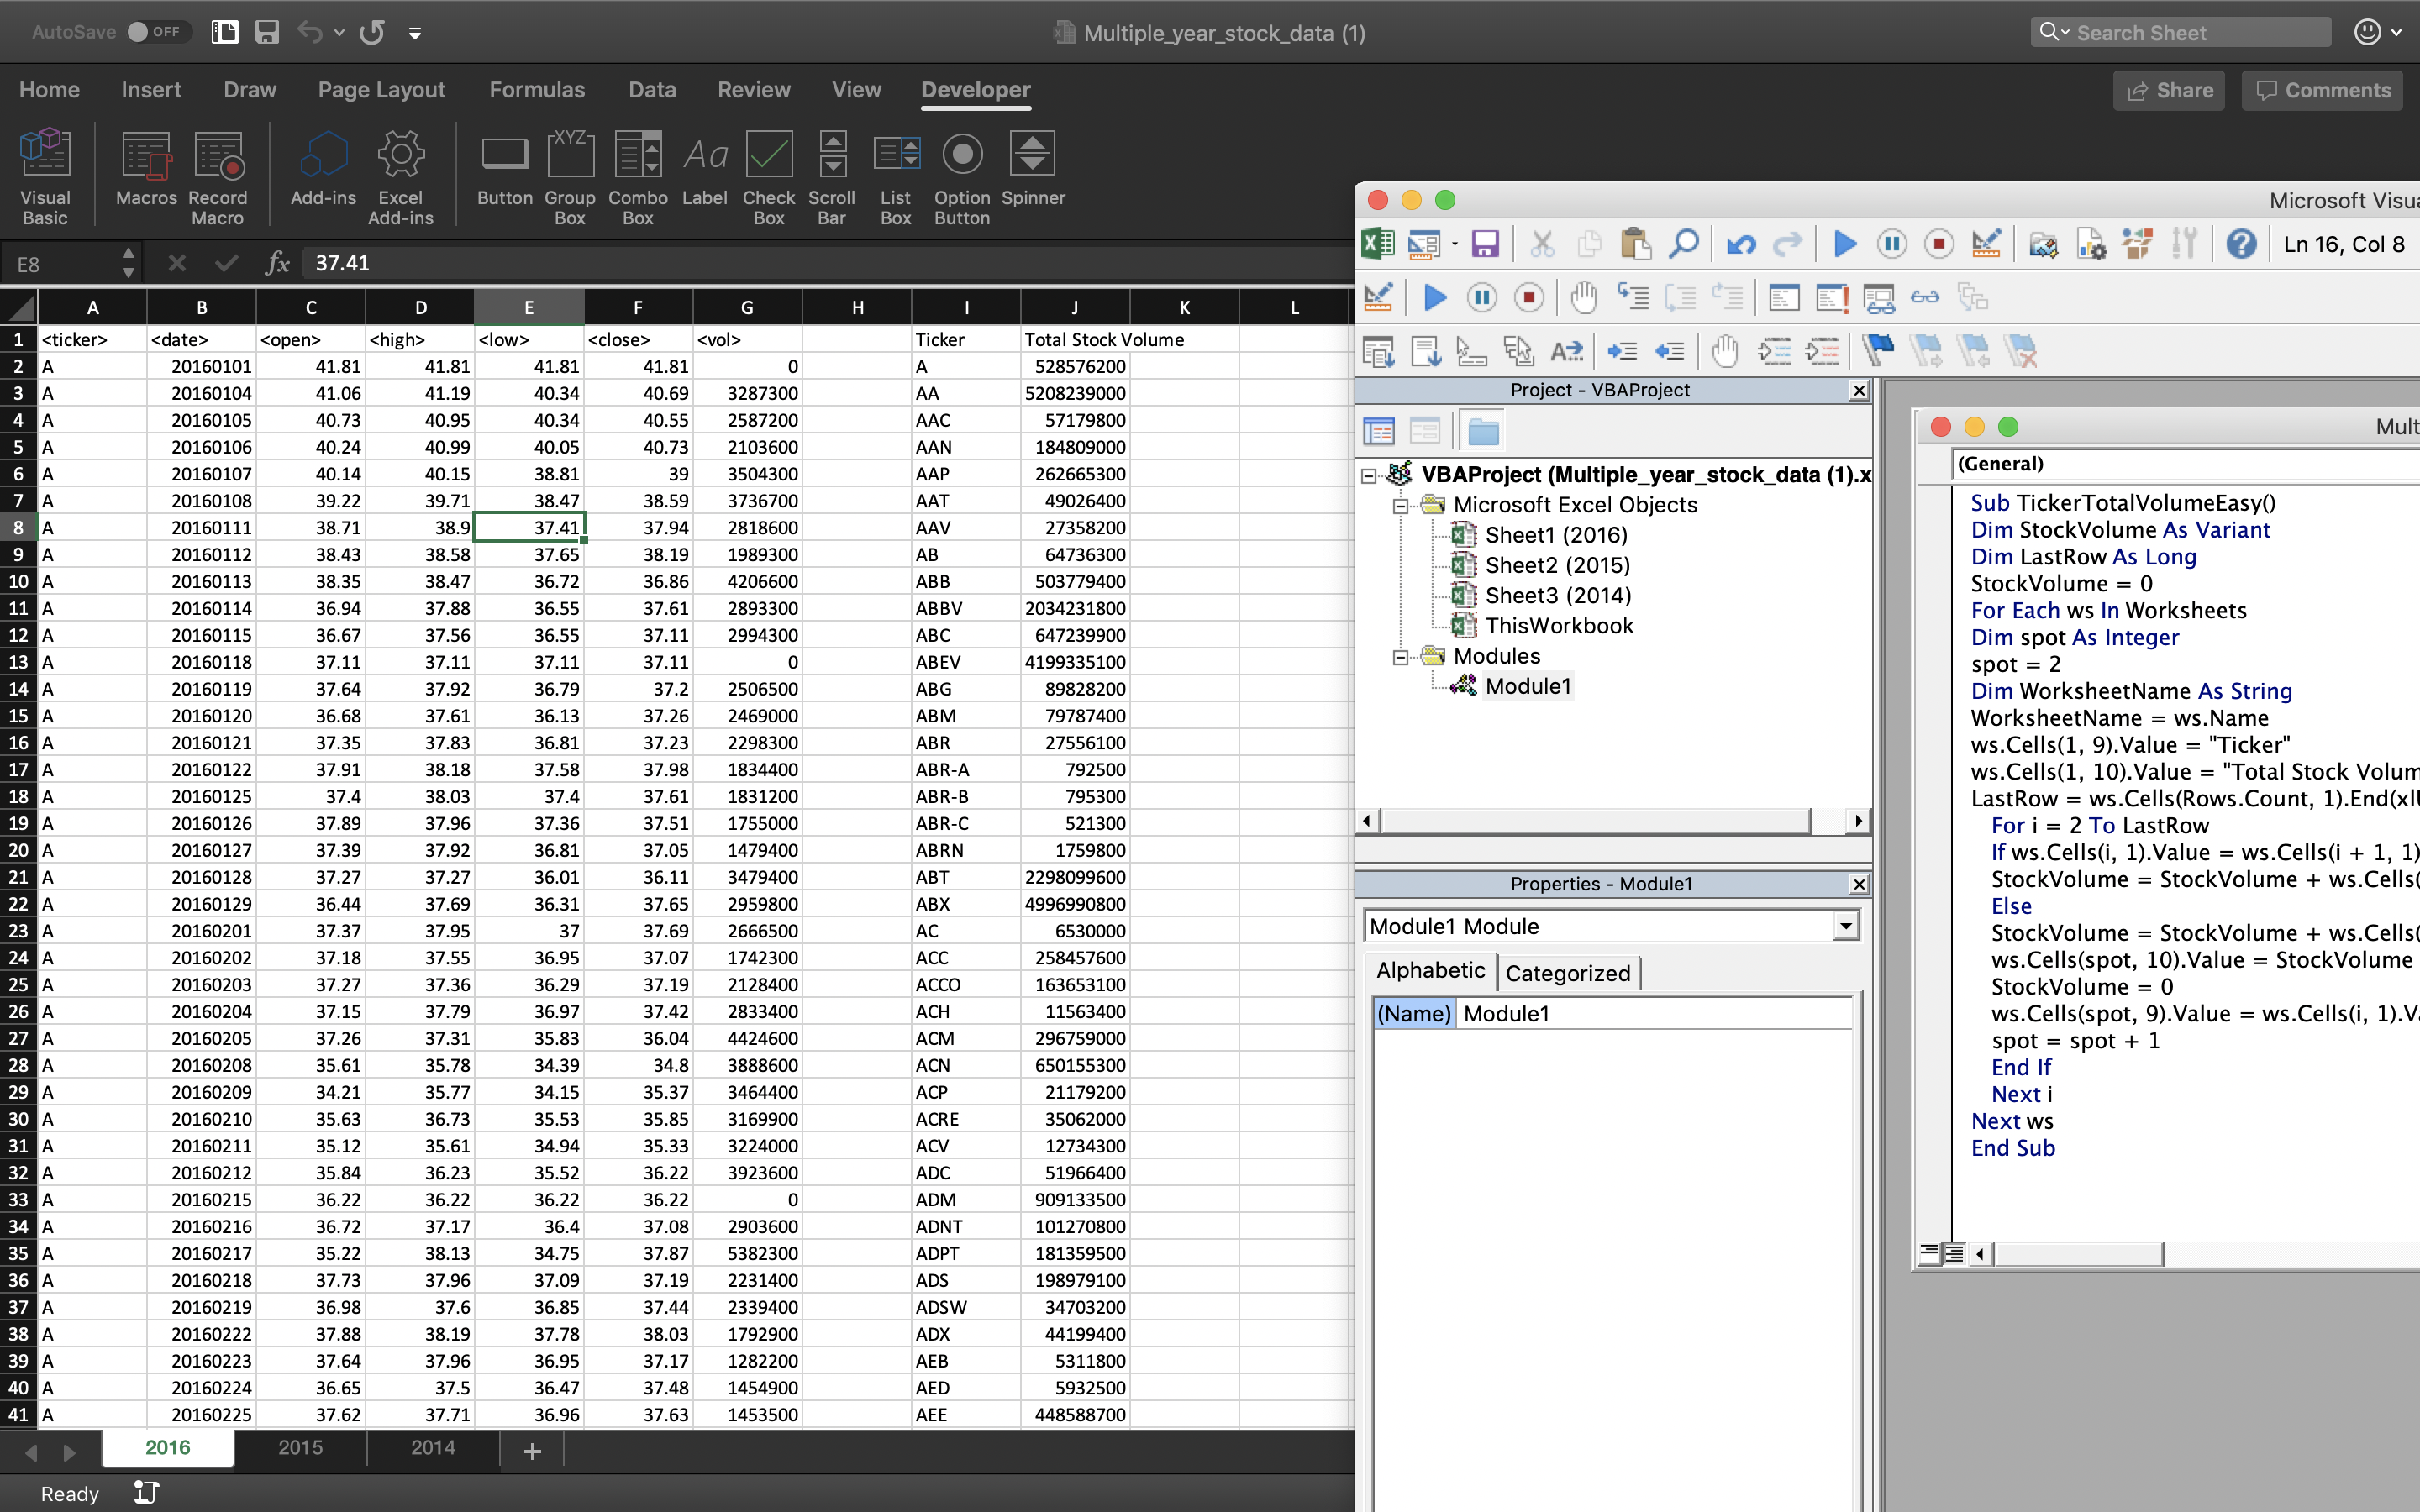 AutoSave OFF Multiple_year_stock_data (1) Search Sheet
Home Insert Draw Page Layout Formulas Data Review View Developer Share Comments
Visual Basic Macros Record Macro Add-ins Excel Add-ins Button Group Box Combo Box Label Check Box Scroll Bar List Box Option Button Spinner
XYZ Aa
E8 fx 37.41
A B C D E F G H I J K L
1 <ticker> <date> <open> <high> <low> <close> <vol> Ticker Total Stock Volume
2 A 20160101 41.81 41.81 41.81 41.81 0 A 528576200
3 A 20160104 41.06 41.19 40.34 40.69 3287300 AA 5208239000
4 A 20160105 40.73 40.95 40.34 40.55 2587200 AAC 57179800
5 A 20160106 40.24 40.99 40.05 40.73 2103600 AAN 184809000
6 A 20160107 40.14 40.15 38.81 39 3504300 AAP 262665300
7 A 20160108 39.22 39.71 38.47 38.59 3736700 AAT 49026400
8 A 20160111 38.71 38.9 37.41 37.94 2818600 AAV 27358200
9 A 20160112 38.43 38.58 37.65 38.19 1989300 AB 64736300
10 A 20160113 38.35 38.47 36.72 36.86 4206600 ABB 503779400
11 A 20160114 36.94 37.88 36.55 37.61 2893300 ABBV 2034231800
12 A 20160115 36.67 37.56 36.55 37.11 2994300 ABC 647239900
13 A 20160118 37.11 37.11 37.11 37.11 0 ABEV 4199335100
14 A 20160119 37.64 37.92 36.79 37.2 2506500 ABG 89828200
15 A 20160120 36.68 37.61 36.13 37.26 2469000 ABM 79787400
16 A 20160121 37.35 37.83 36.81 37.23 2298300 ABR 27556100
17 A 20160122 37.91 38.18 37.58 37.98 1834400 ABR-A 792500
18 A 20160125 37.4 38.03 37.4 37.61 1831200 ABR-B 795300
19 A 20160126 37.89 37.96 37.36 37.51 1755000 ABR-C 521300
20 A 20160127 37.39 37.92 36.81 37.05 1479400 ABRN 1759800
21 A 20160128 37.27 37.27 36.01 36.11 3479400 ABT 2298099600
22 A 20160129 36.44 37.69 36.31 37.65 2959800 ABX 4996990800
23 A 20160201 37.37 37.95 37 37.69 2666500 AC 6530000
24 A 20160202 37.18 37.55 36.95 37.07 1742300 ACC 258457600
25 A 20160203 37.27 37.36 36.29 37.19 2128400 ACCO 163653100
26 A 20160204 37.15 37.79 36.97 37.42 2833400 ACH 11563400
27 A 20160205 37.26 37.31 35.83 36.04 4424600 ACM 296759000
28 A 20160208 35.61 35.78 34.39 34.8 3888600 ACN 650155300
29 A 20160209 34.21 35.77 34.15 35.37 3464400 ACP 21179200
30 A 20160210 35.63 36.73 35.53 35.85 3169900 ACRE 35062000
31 A 20160211 35.12 35.61 34.94 35.33 3224000 ACV 12734300
32 A 20160212 35.84 36.23 35.52 36.22 3923600 ADC 51966400
33 A 20160215 36.22 36.22 36.22 36.22 0 ADM 909133500
34 A 20160216 36.72 37.17 36.4 37.08 2903600 ADNT 101270800
35 A 20160217 35.22 38.13 34.75 37.87 5382300 ADPT 181359500
36 A 20160218 37.73 37.96 37.09 37.19 2231400 ADS 198979100
37 A 20160219 36.98 37.6 36.85 37.44 2339400 ADSW 34703200
38 A 20160222 37.88 38.19 37.78 38.03 1792900 ADX 44199400
39 A 20160223 37.64 37.96 36.95 37.17 1282200 AEB 5311800
40 A 20160224 36.65 37.5 36.47 37.48 1454900 AED 5932500
41 A 20160225 37.62 37.71 36.96 37.63 1453500 AEE 448588700
2016 2015 2014 +
Ready
Microsoft Visu
Ln 16, Col 8
Project - VBAProject
VBAProject (Multiple_year_stock_data (1).x
Microsoft Excel Objects
Sheet1 (2016)
Sheet2 (2015)
Sheet3 (2014)
ThisWorkbook
Modules
Module1
Properties - Module1
Module1 Module
Alphabetic Categorized
(Name) Module1
Mult
(General)
Sub TickerTotalVolumeEasy()
Dim StockVolume As Variant
Dim LastRow As Long
StockVolume = 0
For Each ws In Worksheets
Dim spot As Integer
spot = 2
Dim WorksheetName As String
WorksheetName = ws.Name
ws.Cells(1, 9).Value = "Ticker"
ws.Cells(1, 10).Value = "Total Stock Volum
LastRow = ws.Cells(Rows.Count, 1).End(xlU
For i = 2 To LastRow
If ws.Cells(i, 1).Value = ws.Cells(i + 1, 1)
StockVolume = StockVolume + ws.Cells(
Else
StockVolume = StockVolume + ws.Cells(
ws.Cells(spot, 10).Value = StockVolume
StockVolume = 0
ws.Cells(spot, 9).Value = ws.Cells(i, 1).V
spot = spot + 1
End If
Next i
Next ws
End Sub